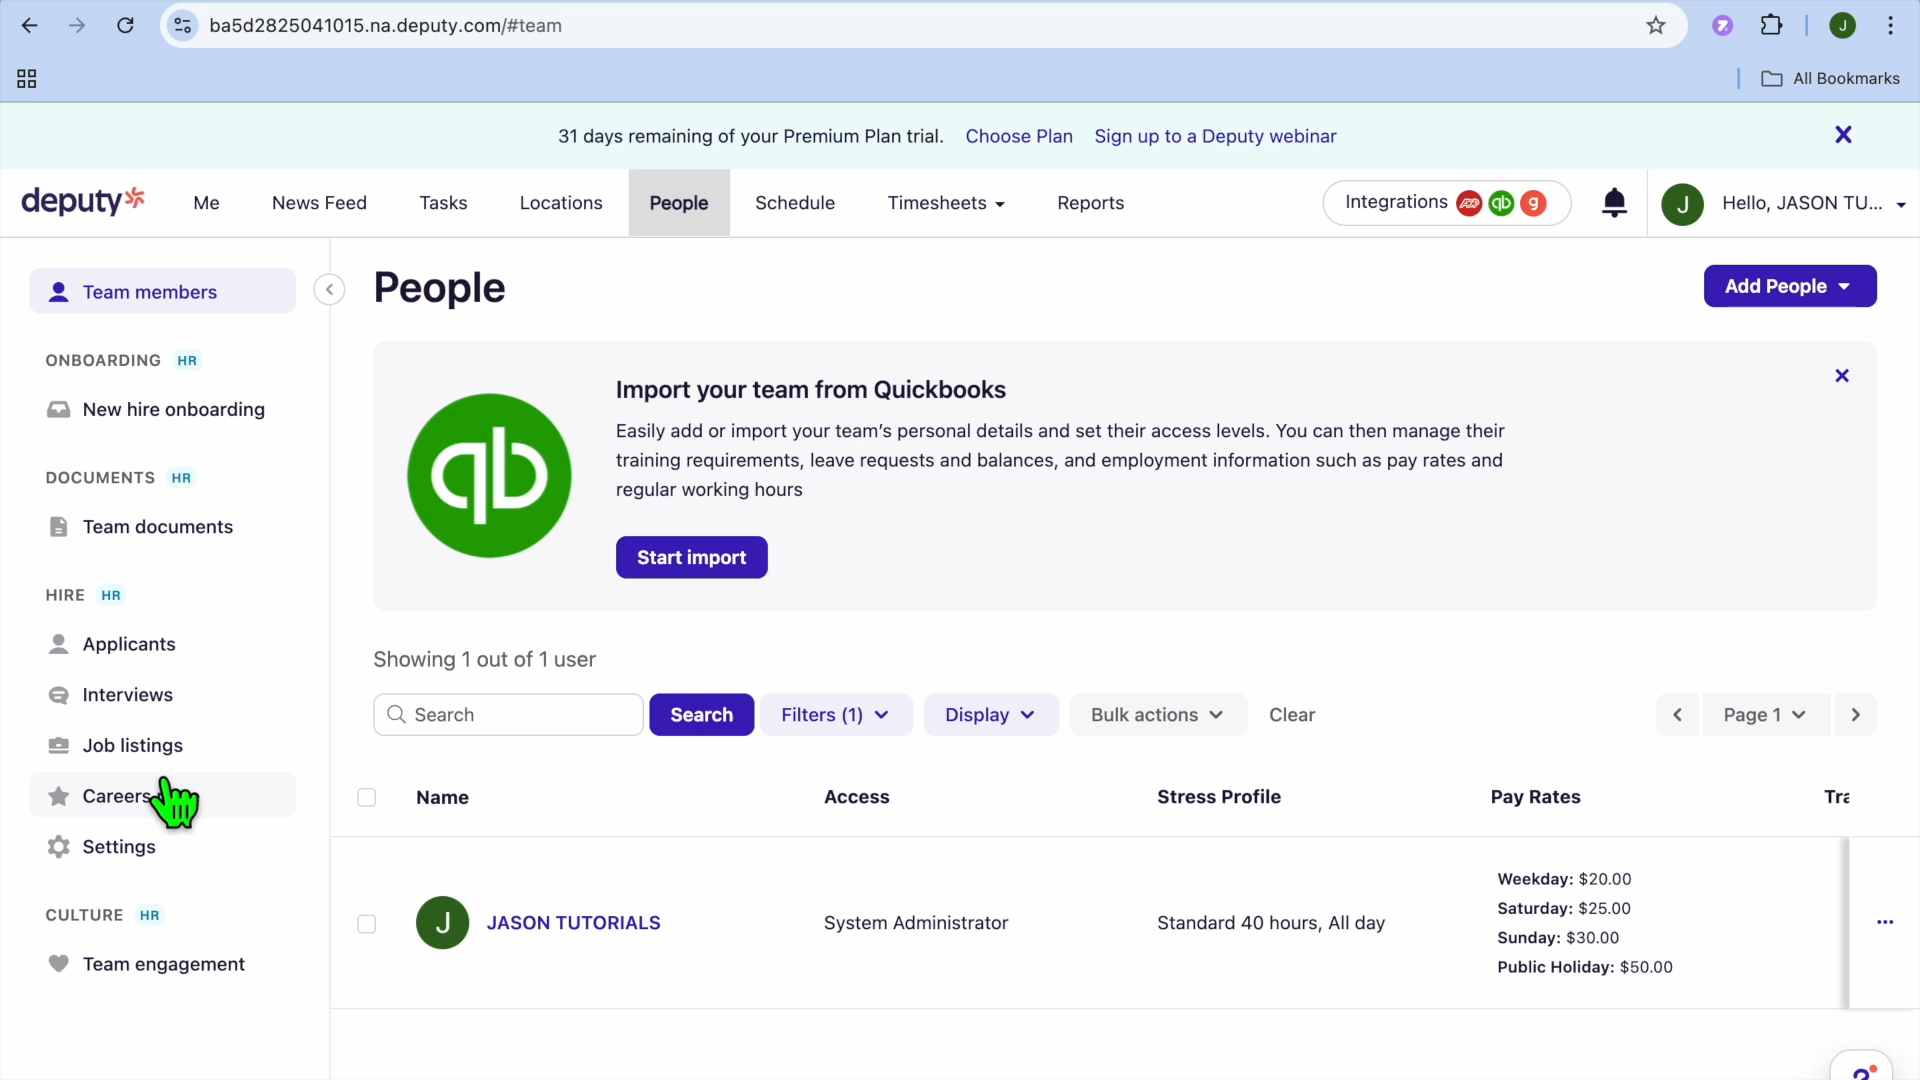 ba5d2825041015.na.deputy.com/#team
J
All Bookmarks
31 days remaining of your Premium Plan trial. Choose Plan Sign up to a Deputy webinar
deputy
Me News Feed Tasks Locations People Schedule Timesheets Reports
Integrations ADP qb g
J Hello, JASON TU...
Team members
ONBOARDING HR
New hire onboarding
DOCUMENTS HR
Team documents
HIRE HR
Applicants
Interviews
Job listings
Careers
Settings
CULTURE HR
Team engagement
People
Add People
qb
Import your team from Quickbooks
Easily add or import your team’s personal details and set their access levels. You can then manage their
training requirements, leave requests and balances, and employment information such as pay rates and
regular working hours
Start import
Showing 1 out of 1 user
Search Search Filters (1) Display Bulk actions Clear Page 1
Name Access Stress Profile Pay Rates
J JASON TUTORIALS System Administrator Standard 40 hours, All day
Weekday: $20.00
Saturday: $25.00
Sunday: $30.00
Public Holiday: $50.00